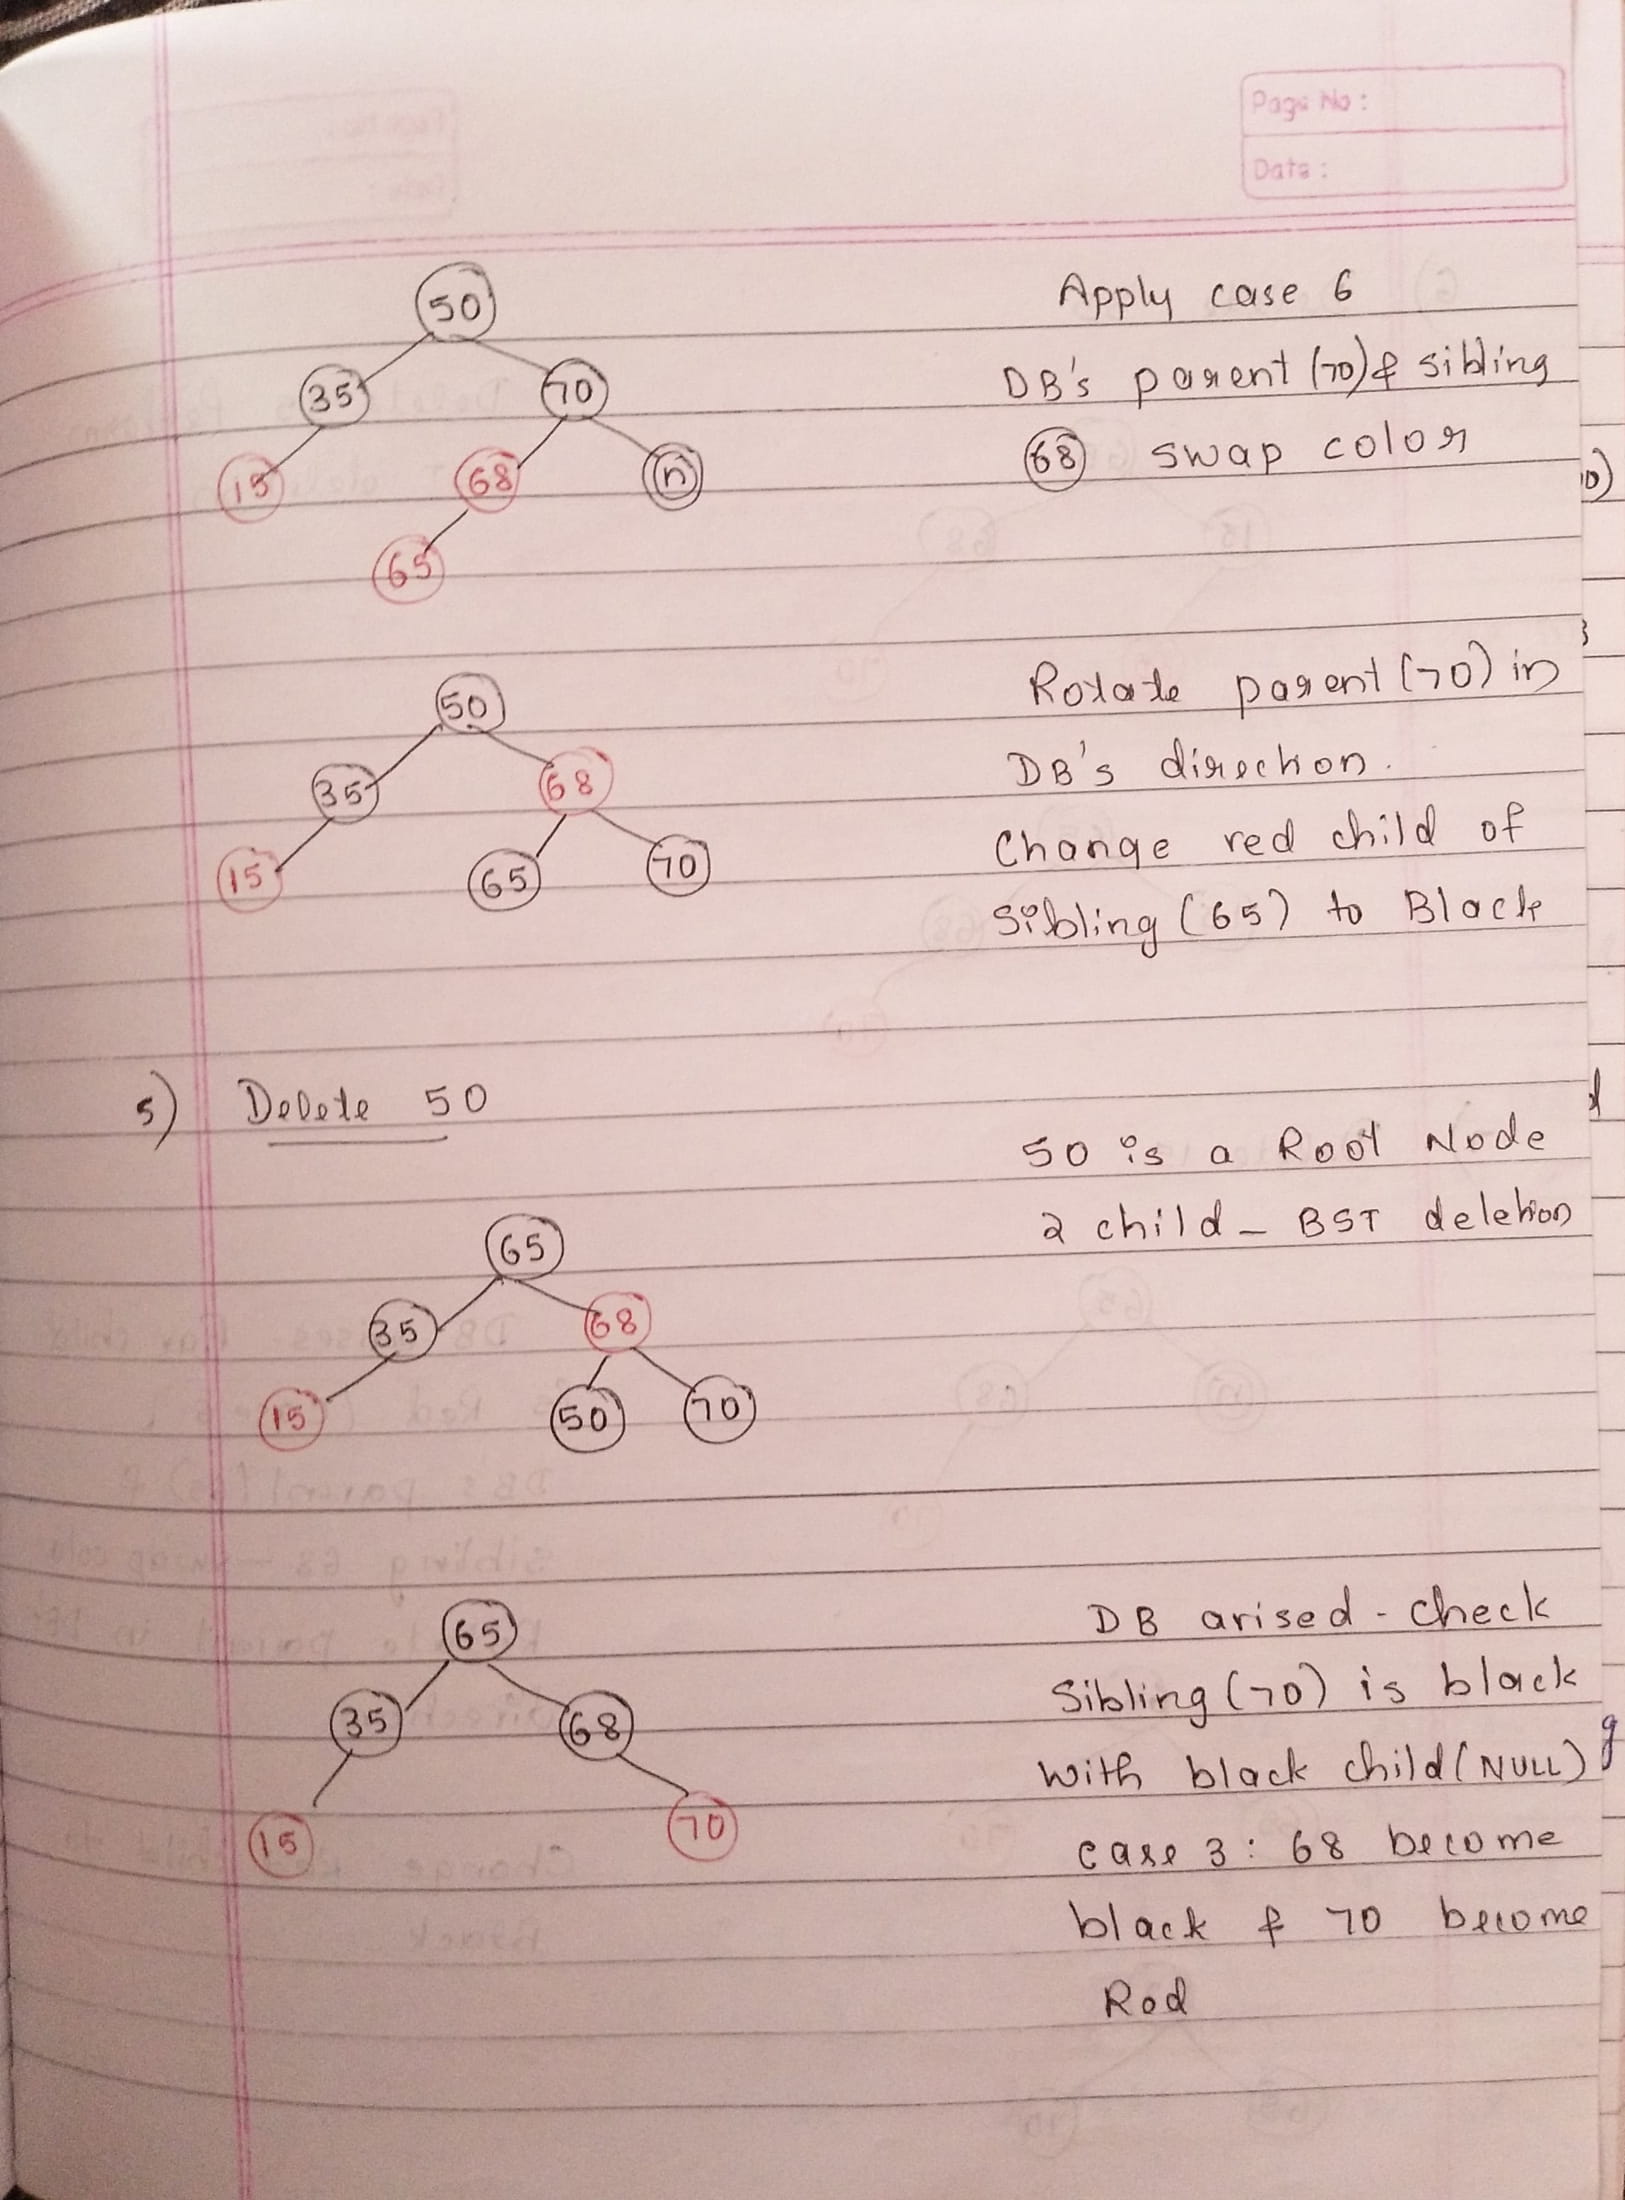 Page No :
Date :
50
Apply case 6
35 70
DB's parent (70) & sibling
15 68 n
68 swap color
65
50
Rotate parent (70) in
35 68
DB's direction.
15 65 70
Change red child of
sibling (65) to Black
5) Delete 50
50 is a Root Node
2 child - BST deletion
65
35 68
15 50 70
65
DB arised - check
35 68
Sibling (70) is black
with black child (NULL)
15 70
case 3 : 68 become
black & 70 become
Red